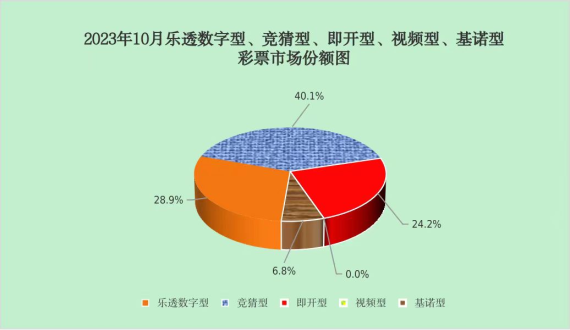 2023年10月乐透数字型、竞猜型、即开型、视频型、基诺型
彩票市场份额图
40.1%
28.9%
24.2%
6.8%
0.0%
乐透数字型 竞猜型 即开型 视频型 基诺型